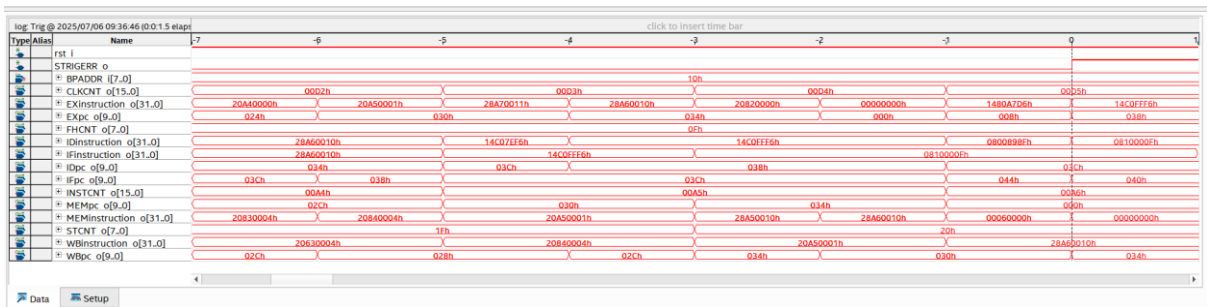 log: Trig @ 2025/07/06 09:36:46 (0:0:1.5 elaps click to insert time bar
Type Alias Name -7 -6 -5 -4 -3 -2 -1 0 1
rst_i
STRIGERR_o
BPADDR_i[7..0] 10h
CLKCNT_o[15..0] 00D2h 00D3h 00D4h 00D5h
EXinstruction_o[31..0] 20A40000h 20A50001h 28A70011h 28A60010h 20820000h 00000000h 1480A7D6h 14C0FFF6h
EXpc_o[9..0] 024h 030h 034h 000h 008h 038h
FHCNT_o[7..0] 0Fh
IDinstruction_o[31..0] 28A60010h 14C07EF6h 14C0FFF6h 0800898Fh 0810000Fh
IFinstruction_o[31..0] 28A60010h 14C0FFF6h 0810000Fh
IDpc_o[9..0] 034h 03Ch 038h 03Ch
IFpc_o[9..0] 03Ch 038h 03Ch 044h 040h
INSTCNT_o[15..0] 00A4h 00A5h 00A6h
MEMpc_o[9..0] 02Ch 030h 034h 000h
MEMinstruction_o[31..0] 20830004h 20840004h 20A50001h 28A50010h 28A60010h 00060000h 00000000h
STCNT_o[7..0] 1Fh 20h
WBinstruction_o[31..0] 20630004h 20840004h 20A50001h 28A60010h
WBpc_o[9..0] 02Ch 028h 02Ch 034h 030h 034h
Data Setup